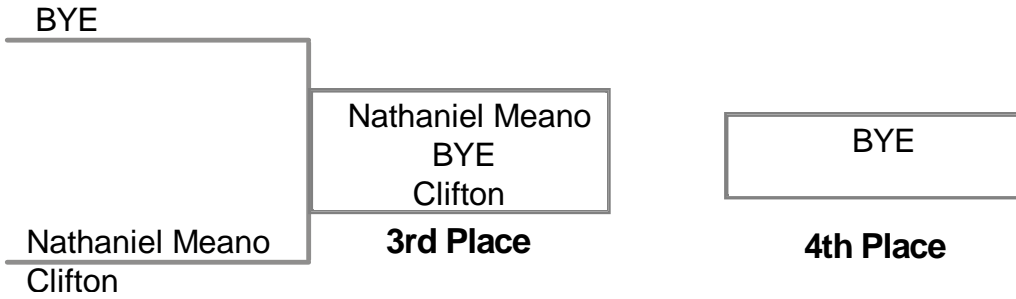 BYE
Nathaniel Meano
Clifton
Nathaniel Meano
BYE
Clifton
3rd Place
BYE
4th Place